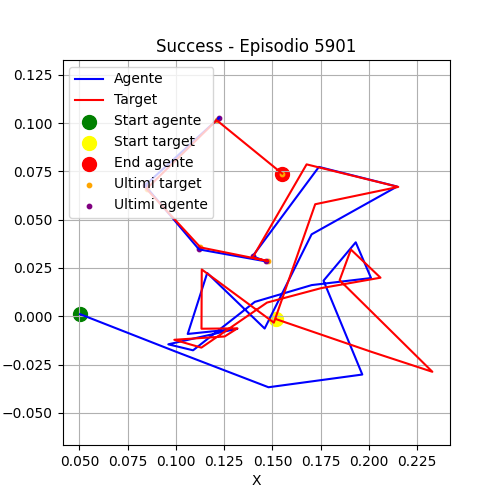 Success - Episodio 5901
Agente
Target
Start agente
Start target
End agente
Ultimi target
Ultimi agente
0.125
0.100
0.075
0.050
0.025
0.000
−0.025
−0.050
0.050 0.075 0.100 0.125 0.150 0.175 0.200 0.225
X